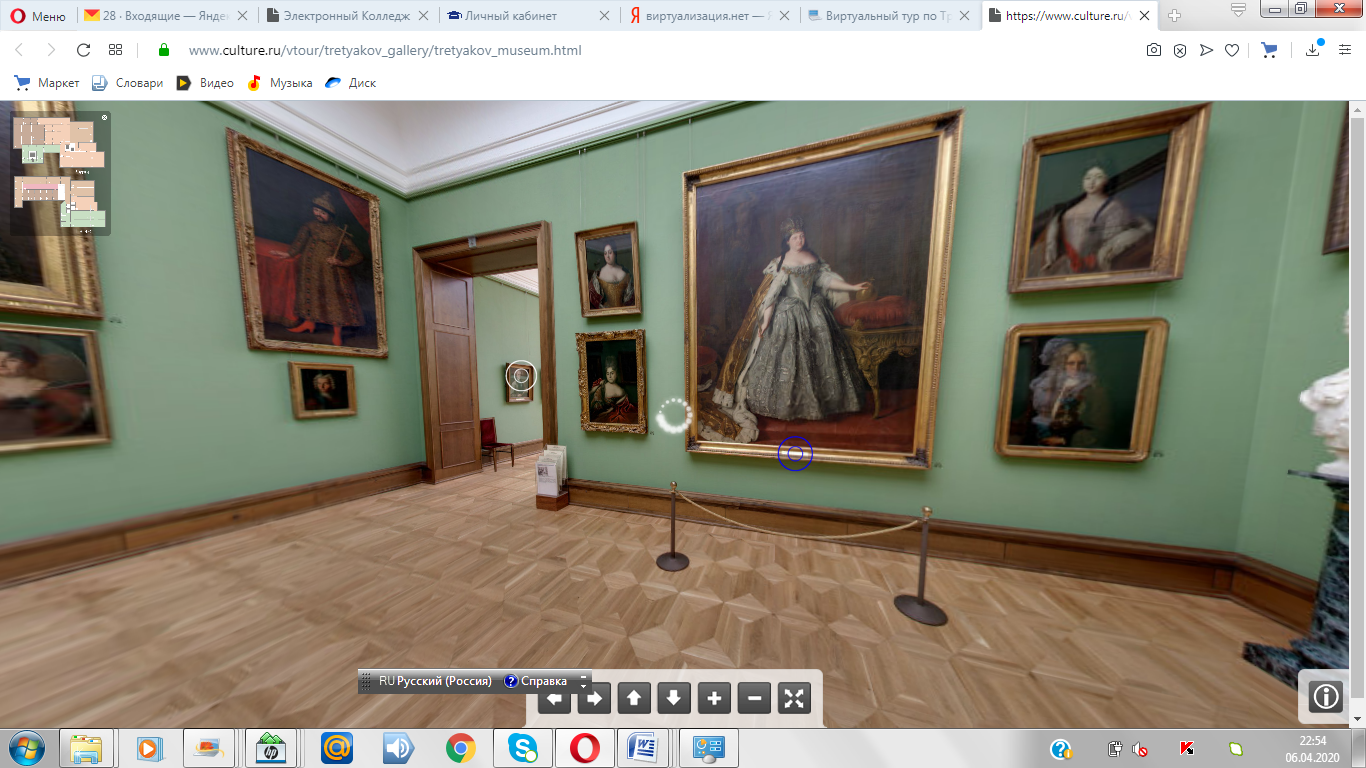 Меню
28 · Входящие — Янде
Электронный Колледж
Личный кабинет
виртуализация.нет — Я
Виртуальный тур по Тр
https://www.culture.ru/v
www.culture.ru/vtour/tretyakov_gallery/tretyakov_museum.html
Маркет
Словари
Видео
Музыка
Диск
RU Русский (Россия)
Справка
22:54
06.04.2020